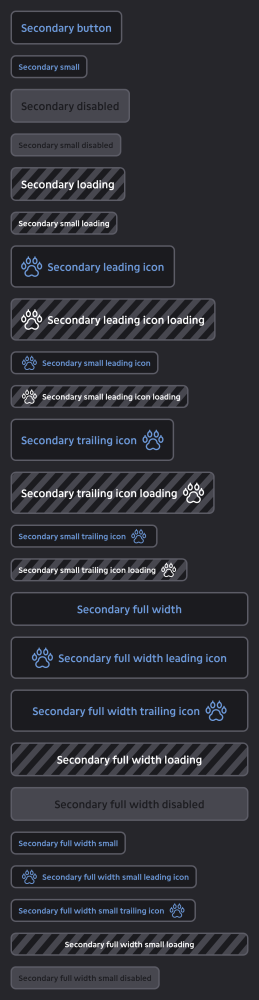 Secondary button
Secondary small
Secondary disabled
Secondary small disabled
Secondary loading
Secondary small loading
Secondary leading icon
Secondary leading icon loading
Secondary small leading icon
Secondary small leading icon loading
Secondary trailing icon
Secondary trailing icon loading
Secondary small trailing icon
Secondary small trailing icon loading
Secondary full width
Secondary full width leading icon
Secondary full width trailing icon
Secondary full width loading
Secondary full width disabled
Secondary full width small
Secondary full width small leading icon
Secondary full width small trailing icon
Secondary full width small loading
Secondary full width small disabled